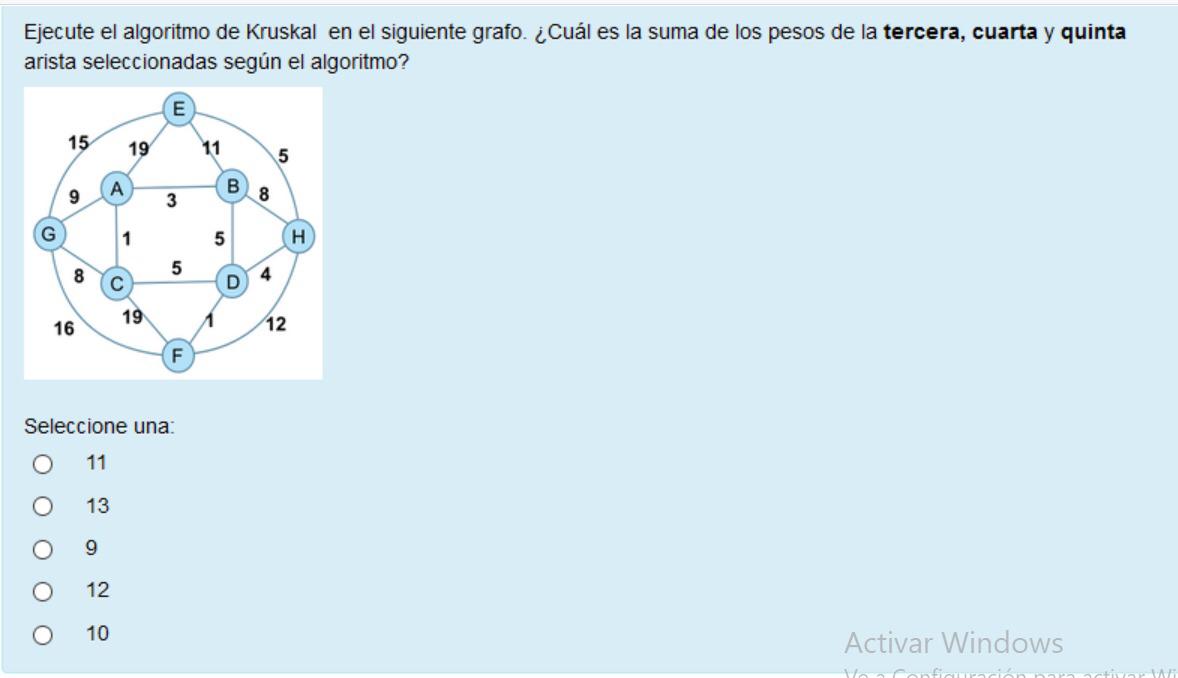 Ejecute el algoritmo de Kruskal en el siguiente grafo. ¿Cuál es la suma de los pesos de la tercera, cuarta y quinta
arista seleccionadas según el algoritmo?
E
15 19 11 5
A B
9 3 8
G 1 5 H
8 C 5 D 4
16 19 1 12
F
Seleccione una:
11
13
9
12
10
Activar Windows
Ve a Configuración para activar Wi